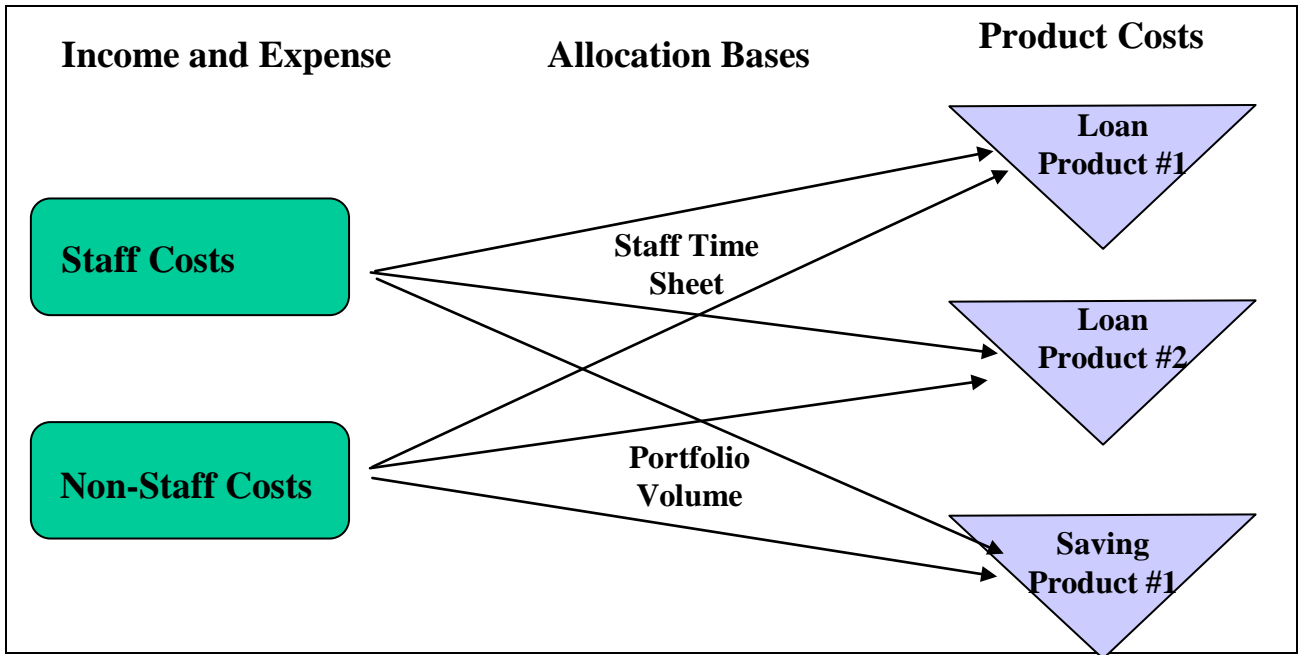 Income and Expense
Allocation Bases
Product Costs
Staff Costs
Non-Staff Costs
Staff Time
Sheet
Portfolio
Volume
Loan
Product #1
Loan
Product #2
Saving
Product #1